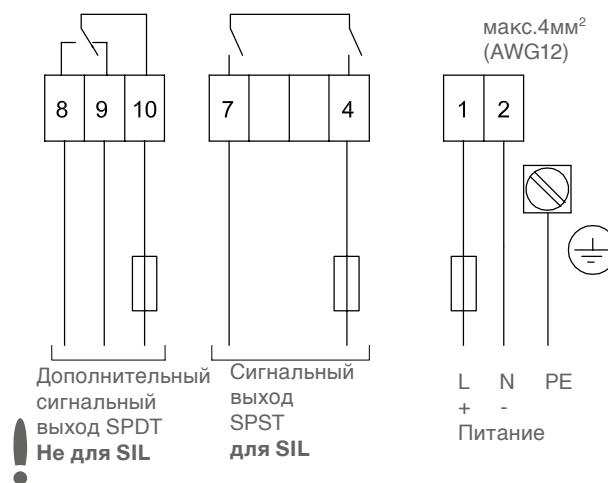 макс.4мм²
(AWG12)
8 9 10
7 4
1 2
Дополнительный
сигнальный
выход SPDT
Не для SIL
Сигнальный
выход
SPST
для SIL
L N PE
+ -
Питание
!